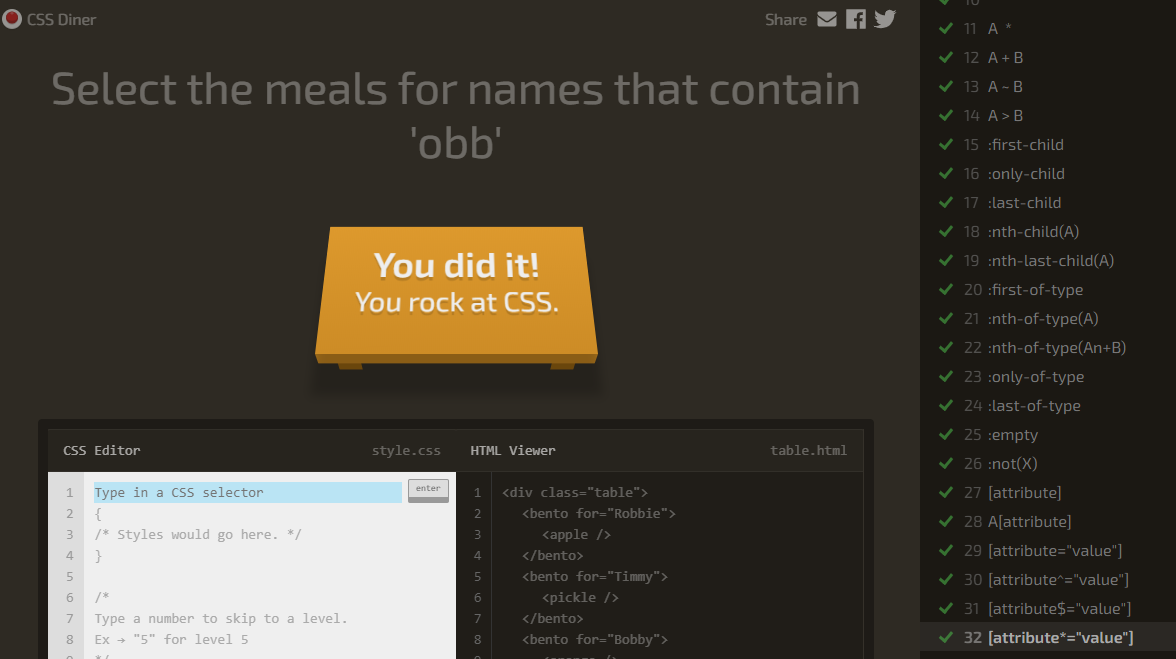 CSS Diner
Share
Select the meals for names that contain
'obb'
You did it!
You rock at CSS.
CSS Editor
style.css
HTML Viewer
table.html
1
Type in a CSS selector
enter
2
{
3
/* Styles would go here. */
4
}
5
6
/*
7
Type a number to skip to a level.
8
Ex → "5" for level 5
1
<div class="table">
2
<bento for="Robbie">
3
<apple />
4
</bento>
5
<bento for="Timmy">
6
<pickle />
7
</bento>
8
<bento for="Bobby">
11 A *
12 A + B
13 A ~ B
14 A > B
15 :first-child
16 :only-child
17 :last-child
18 :nth-child(A)
19 :nth-last-child(A)
20 :first-of-type
21 :nth-of-type(A)
22 :nth-of-type(An+B)
23 :only-of-type
24 :last-of-type
25 :empty
26 :not(X)
27 [attribute]
28 A[attribute]
29 [attribute="value"]
30 [attribute^="value"]
31 [attribute$="value"]
32 [attribute*="value"]